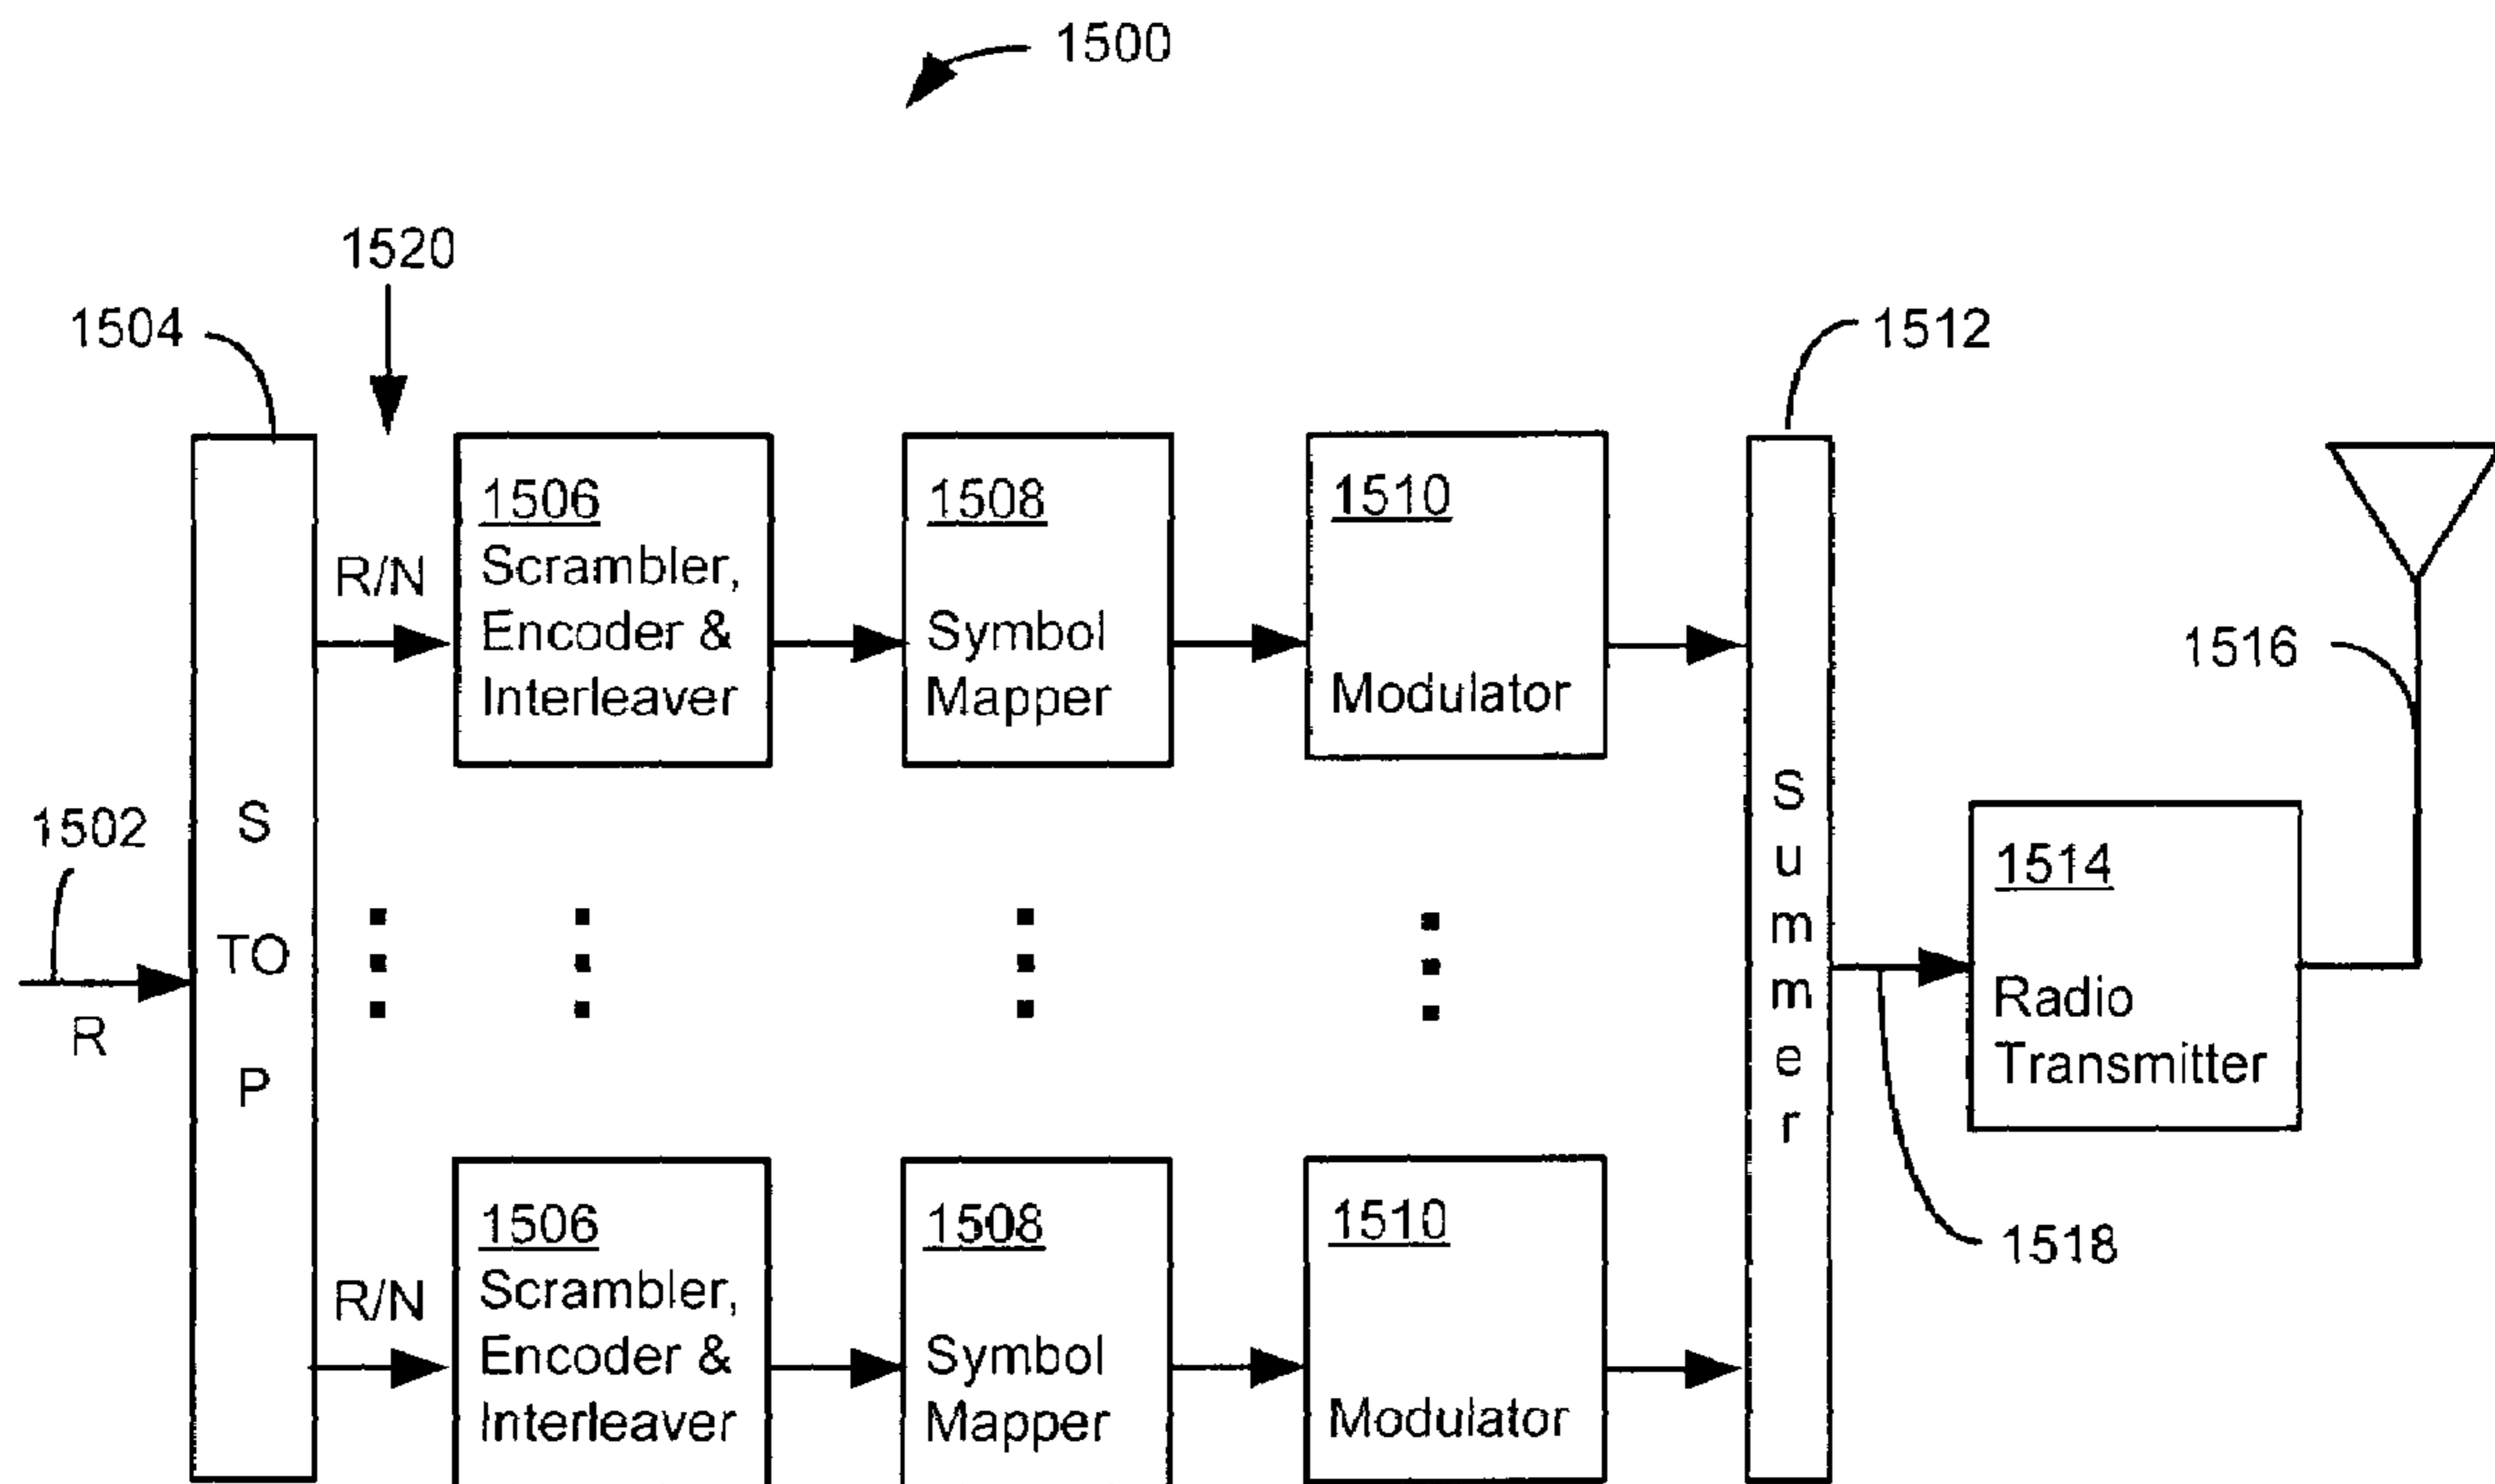 1500
1520
1504
1512
1506
Scrambler,
Encoder &
Interleaver
1508
Symbol
Mapper
1510
Modulator
R/N
1516
1502
R
S
TO
P
Summer
1514
Radio
Transmitter
1518
R/N
1506
Scrambler,
Encoder &
Interleaver
1508
Symbol
Mapper
1510
Modulator